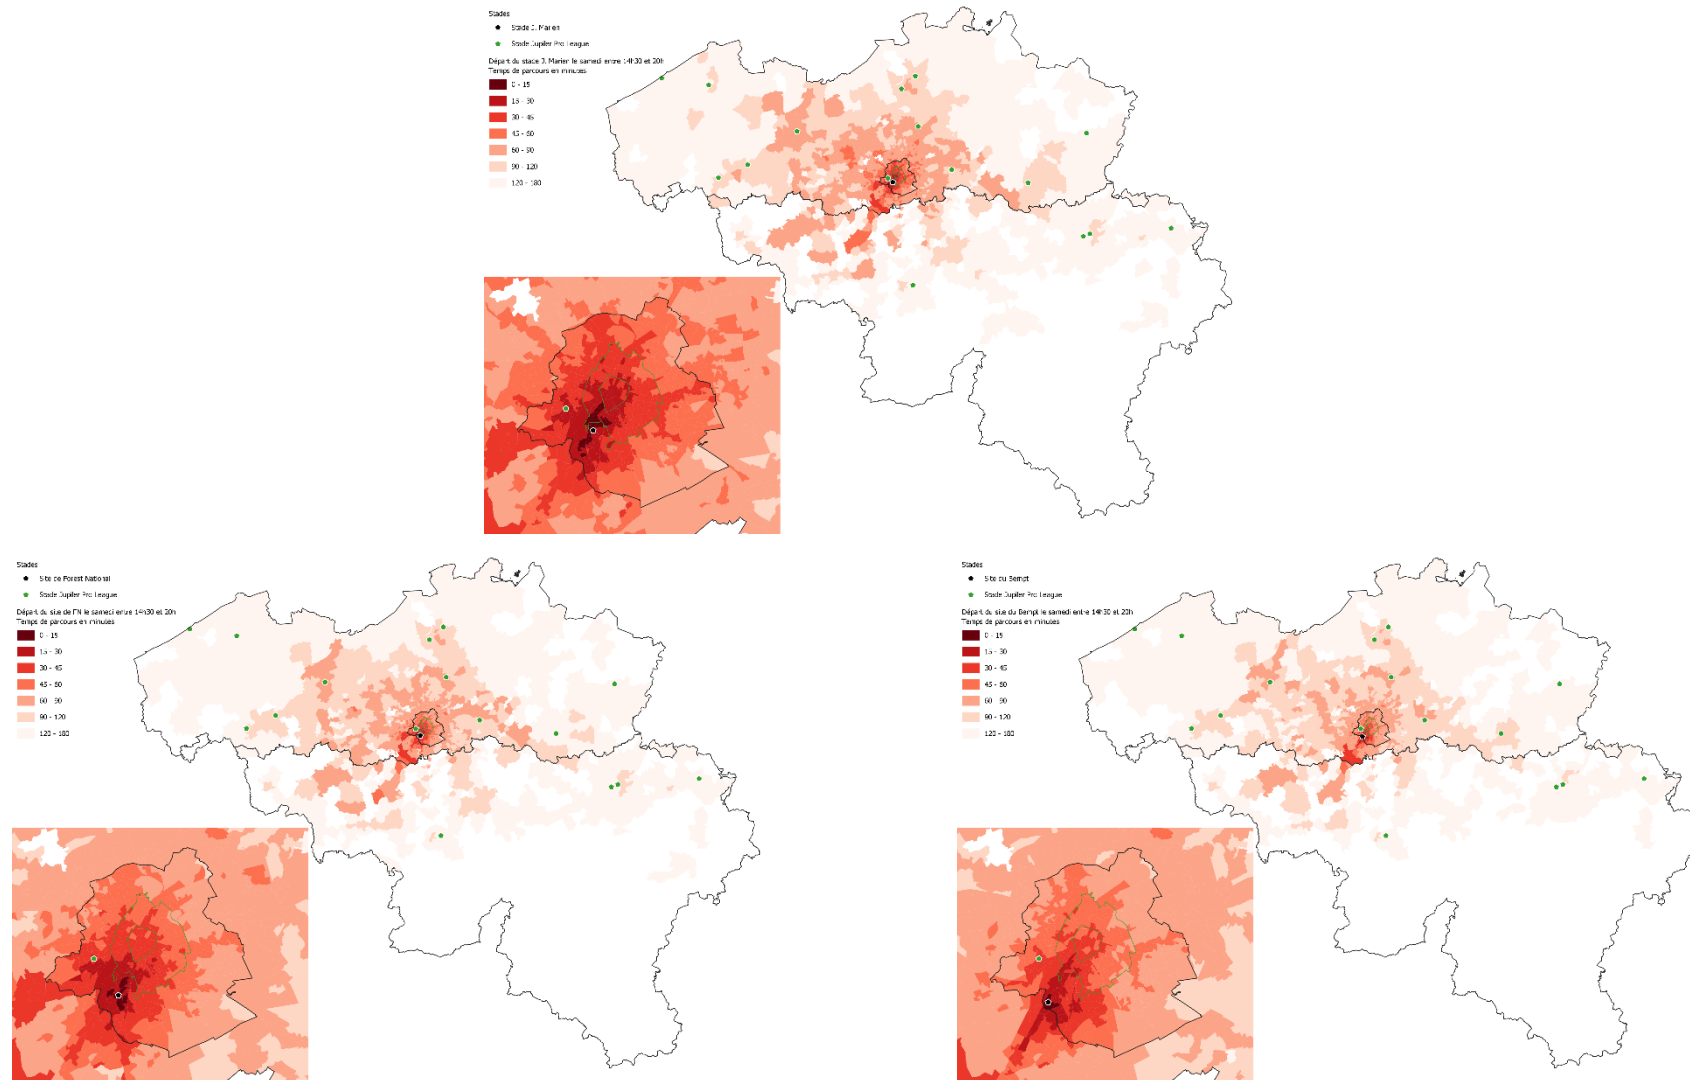 Stades
Stade J. Marien
Stade Jupiler Pro League
Départ du stade J. Marien le samedi entre 14h30 et 20h
Temps de parcours en minutes
0 - 15
15 - 30
30 - 45
45 - 60
60 - 90
90 - 120
120 - 180
Stades
Site de Forest National
Stade Jupiler Pro League
Départ du site de FN le samedi entre 14h30 et 20h
Temps de parcours en minutes
0 - 15
15 - 30
30 - 45
45 - 60
60 - 90
90 - 120
120 - 180
Stades
Site du Bempt
Stade Jupiler Pro League
Départ du site du Bempt le samedi entre 14h30 et 20h
Temps de parcours en minutes
0 - 15
15 - 30
30 - 45
45 - 60
60 - 90
90 - 120
120 - 180